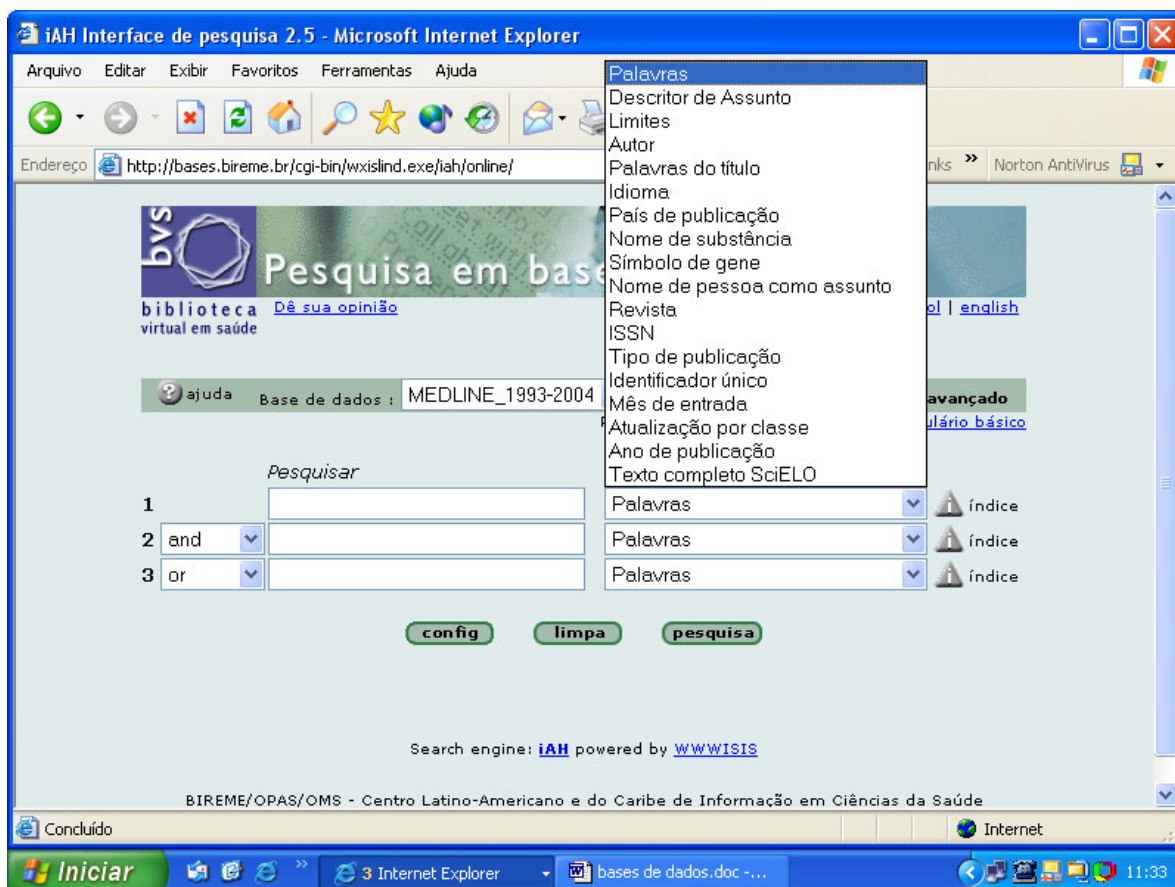 iAH Interface de pesquisa 2.5 - Microsoft Internet Explorer
Arquivo Editar Exibir Favoritos Ferramentas Ajuda
Endereço http://bases.bireme.br/cgi-bin/wxislind.exe/iah/online/
Norton AntiVirus
Palavras
Descritor de Assunto
Limites
Autor
Palavras do título
Idioma
País de publicação
Nome de substância
Símbolo de gene
Nome de pessoa como assunto
Revista
ISSN
Tipo de publicação
Identificador único
Mês de entrada
Atualização por classe
Ano de publicação
Texto completo SciELO
bvs
Pesquisa em
biblioteca
virtual em saúde
Dê sua opinião
| english
ajuda Base de dados : MEDLINE_1993-2004 avançado
básico
Pesquisar
1 Palavras índice
2 and Palavras índice
3 or Palavras índice
config limpa pesquisa
Search engine: iAH powered by WWWISIS
BIREME/OPAS/OMS - Centro Latino-Americano e do Caribe de Informação em Ciências da Saúde
Concluído Internet
Iniciar 3 Internet Explorer bases de dados.doc -... 11:33